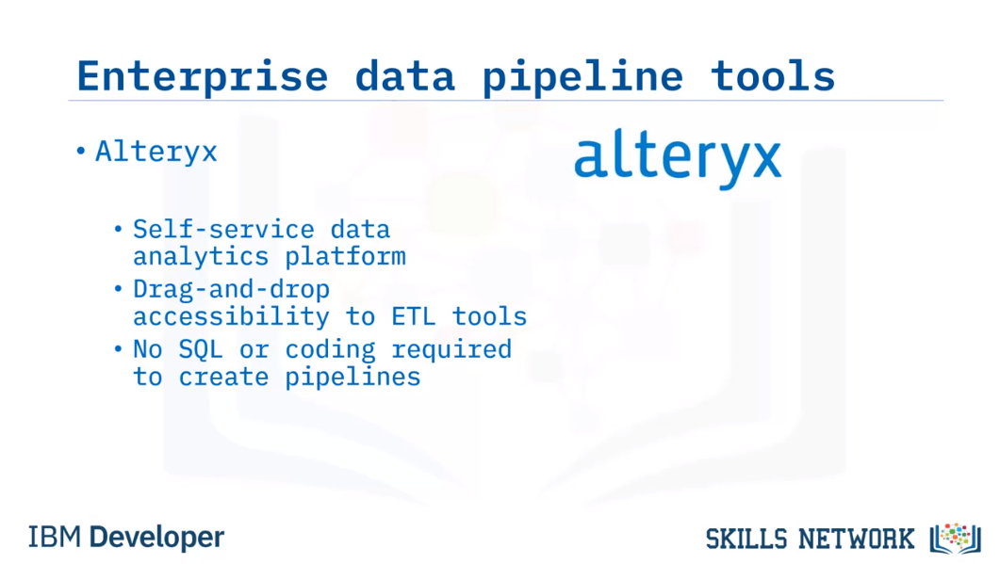 Enterprise data pipeline tools
• Alteryx
alteryx
• Self-service data
analytics platform
• Drag-and-drop
accessibility to ETL tools
• No SQL or coding required
to create pipelines
IBM Developer
SKILLS NETWORK